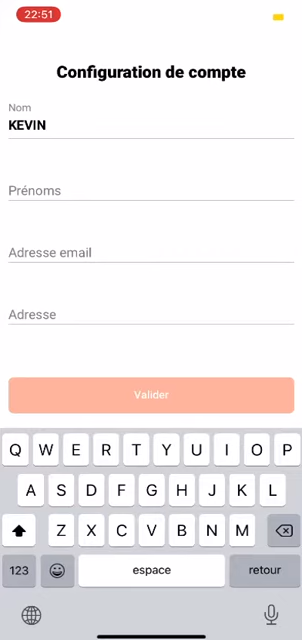 22:51
Configuration de compte
Nom
KEVIN
Prénoms
Adresse email
Adresse
Valider
Q W E R T Y U I O P
A S D F G H J K L
Z X C V B N M
123 espace retour